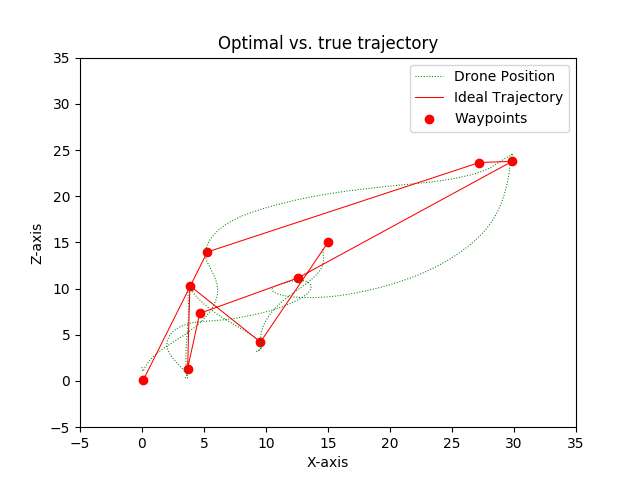 Optimal vs. true trajectory
Drone Position
Ideal Trajectory
Waypoints
Z-axis
35
30
25
20
15
10
5
0
−5
−5 0 5 10 15 20 25 30 35
X-axis